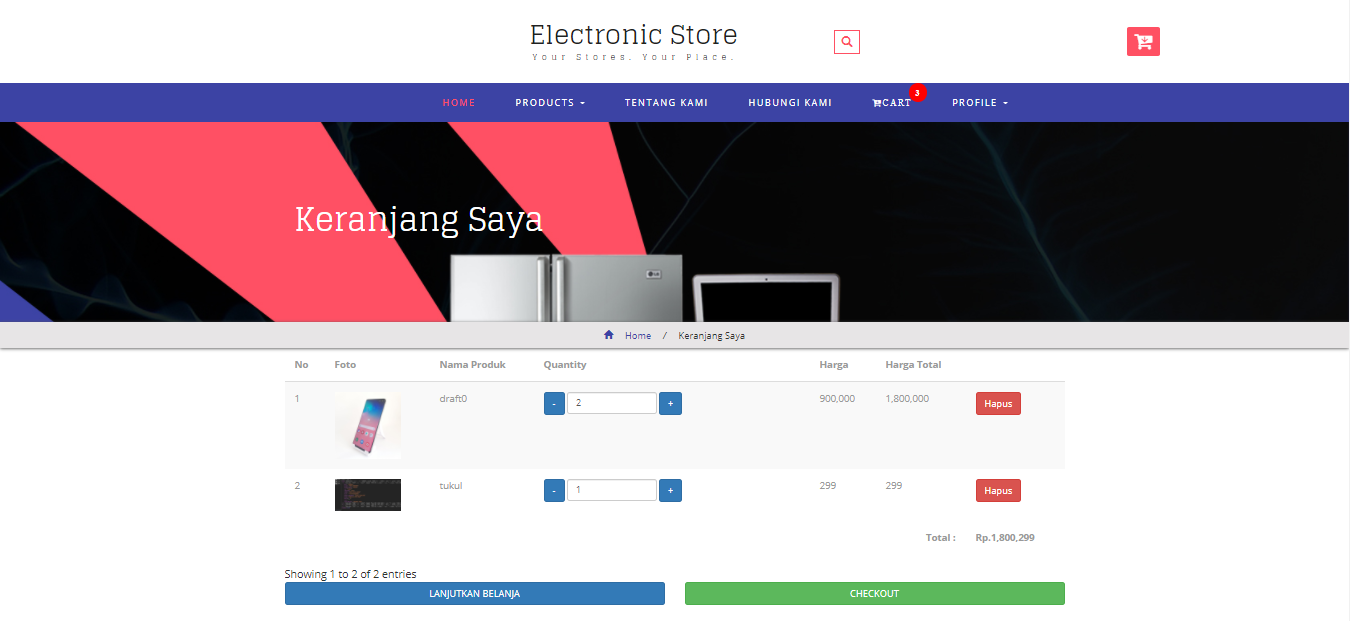 Electronic Store
Your Stores. Your Place.
HOME PRODUCTS TENTANG KAMI HUBUNGI KAMI CART 3 PROFILE
Keranjang Saya
LG
Home / Keranjang Saya
No Foto Nama Produk Quantity Harga Harga Total
1 draft0 - 2 + 900,000 1,800,000 Hapus
2 tukul - 1 + 299 299 Hapus
Total : Rp.1,800,299
Showing 1 to 2 of 2 entries
LANJUTKAN BELANJA CHECKOUT